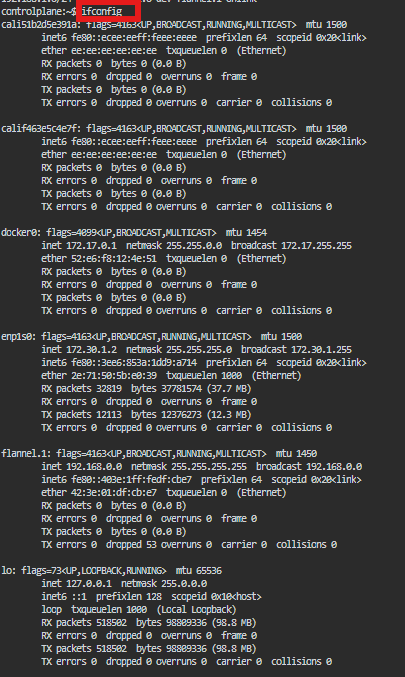 controlplane:~$ ifconfig
cali51b2d5e391a: flags=4163<UP,BROADCAST,RUNNING,MULTICAST>  mtu 1500
inet6 fe80::ecee:eeff:feee:eeee  prefixlen 64  scopeid 0x20<link>
ether ee:ee:ee:ee:ee:ee  txqueuelen 0  (Ethernet)
RX packets 0  bytes 0 (0.0 B)
RX errors 0  dropped 0  overruns 0  frame 0
TX packets 0  bytes 0 (0.0 B)
TX errors 0  dropped 0 overruns 0  carrier 0  collisions 0
calif463e5c4e7f: flags=4163<UP,BROADCAST,RUNNING,MULTICAST>  mtu 1500
inet6 fe80::ecee:eeff:feee:eeee  prefixlen 64  scopeid 0x20<link>
ether ee:ee:ee:ee:ee:ee  txqueuelen 0  (Ethernet)
RX packets 0  bytes 0 (0.0 B)
RX errors 0  dropped 0  overruns 0  frame 0
TX packets 0  bytes 0 (0.0 B)
TX errors 0  dropped 0 overruns 0  carrier 0  collisions 0
docker0: flags=4099<UP,BROADCAST,MULTICAST>  mtu 1454
inet 172.17.0.1  netmask 255.255.0.0  broadcast 172.17.255.255
ether 52:e6:f8:12:4e:51  txqueuelen 0  (Ethernet)
RX packets 0  bytes 0 (0.0 B)
RX errors 0  dropped 0  overruns 0  frame 0
TX packets 0  bytes 0 (0.0 B)
TX errors 0  dropped 0 overruns 0  carrier 0  collisions 0
enp1s0: flags=4163<UP,BROADCAST,RUNNING,MULTICAST>  mtu 1500
inet 172.30.1.2  netmask 255.255.255.0  broadcast 172.30.1.255
inet6 fe80::3ee6:853a:1dd9:a714  prefixlen 64  scopeid 0x20<link>
ether 2e:71:50:5b:e0:39  txqueuelen 1000  (Ethernet)
RX packets 32819  bytes 37781574 (37.7 MB)
RX errors 0  dropped 0  overruns 0  frame 0
TX packets 12113  bytes 12376273 (12.3 MB)
TX errors 0  dropped 0 overruns 0  carrier 0  collisions 0
flannel.1: flags=4163<UP,BROADCAST,RUNNING,MULTICAST>  mtu 1450
inet 192.168.0.0  netmask 255.255.255.255  broadcast 192.168.0.0
inet6 fe80::403e:1ff:fedf:cbe7  prefixlen 64  scopeid 0x20<link>
ether 42:3e:01:df:cb:e7  txqueuelen 0  (Ethernet)
RX packets 0  bytes 0 (0.0 B)
RX errors 0  dropped 0  overruns 0  frame 0
TX packets 0  bytes 0 (0.0 B)
TX errors 0  dropped 53 overruns 0  carrier 0  collisions 0
lo: flags=73<UP,LOOPBACK,RUNNING>  mtu 65536
inet 127.0.0.1  netmask 255.0.0.0
inet6 ::1  prefixlen 128  scopeid 0x10<host>
loop  txqueuelen 1000  (Local Loopback)
RX packets 518502  bytes 98809336 (98.8 MB)
RX errors 0  dropped 0  overruns 0  frame 0
TX packets 518502  bytes 98809336 (98.8 MB)
TX errors 0  dropped 0 overruns 0  carrier 0  collisions 0